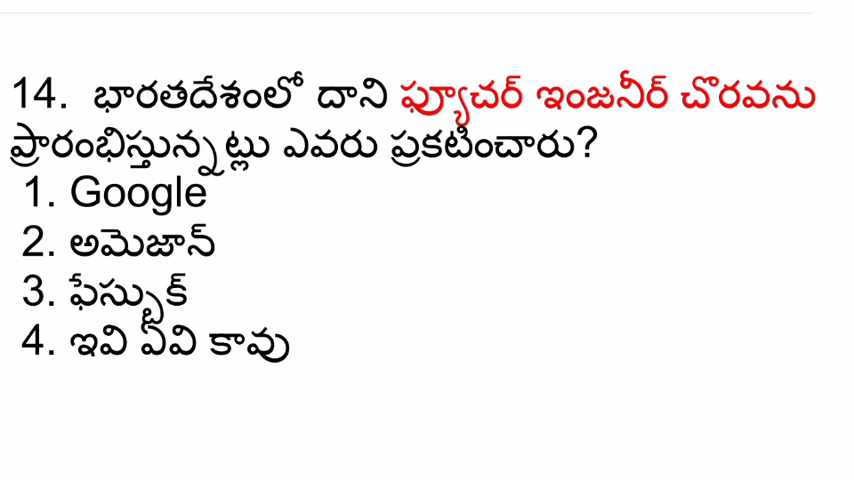 14. భారతదేశంలో దాని ఫ్యూచర్ ఇంజనీర్ చొరవను
ప్రారంభిస్తున్నట్లు ఎవరు ప్రకటించారు?
1. Google
2. అమెజాన్
3. ఫేస్బుక్
4. ఇవి ఏవి కావు